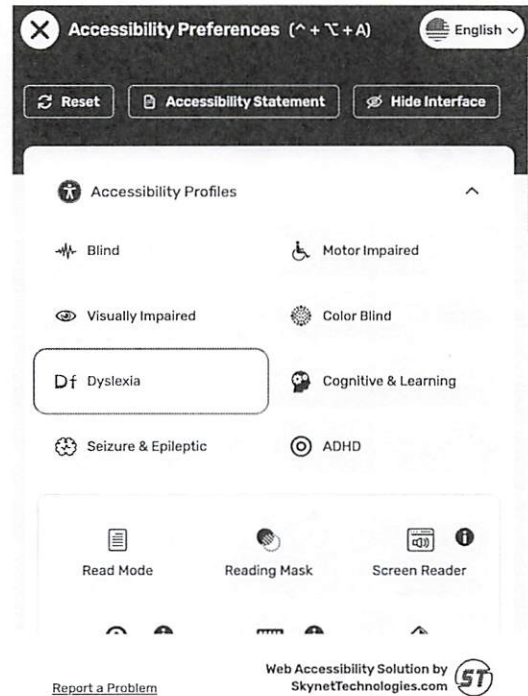 Accessibility Preferences (^+⌥+A)
English
Reset
Accessibility Statement
Hide Interface
Accessibility Profiles
Blind
Motor Impaired
Visually Impaired
Color Blind
Df Dyslexia
Cognitive & Learning
Seizure & Epileptic
ADHD
Read Mode
Reading Mask
Screen Reader
Report a Problem
Web Accessibility Solution by
SkynetTechnologies.com
ST